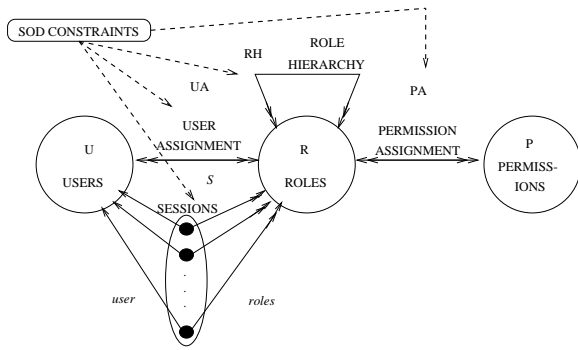 SOD CONSTRAINTS
RH
ROLE
HIERARCHY
UA
PA
USER
ASSIGNMENT
PERMISSION
ASSIGNMENT
U
USERS
R
ROLES
P
PERMISS-
IONS
S
SESSIONS
.
.
.
.
user
roles